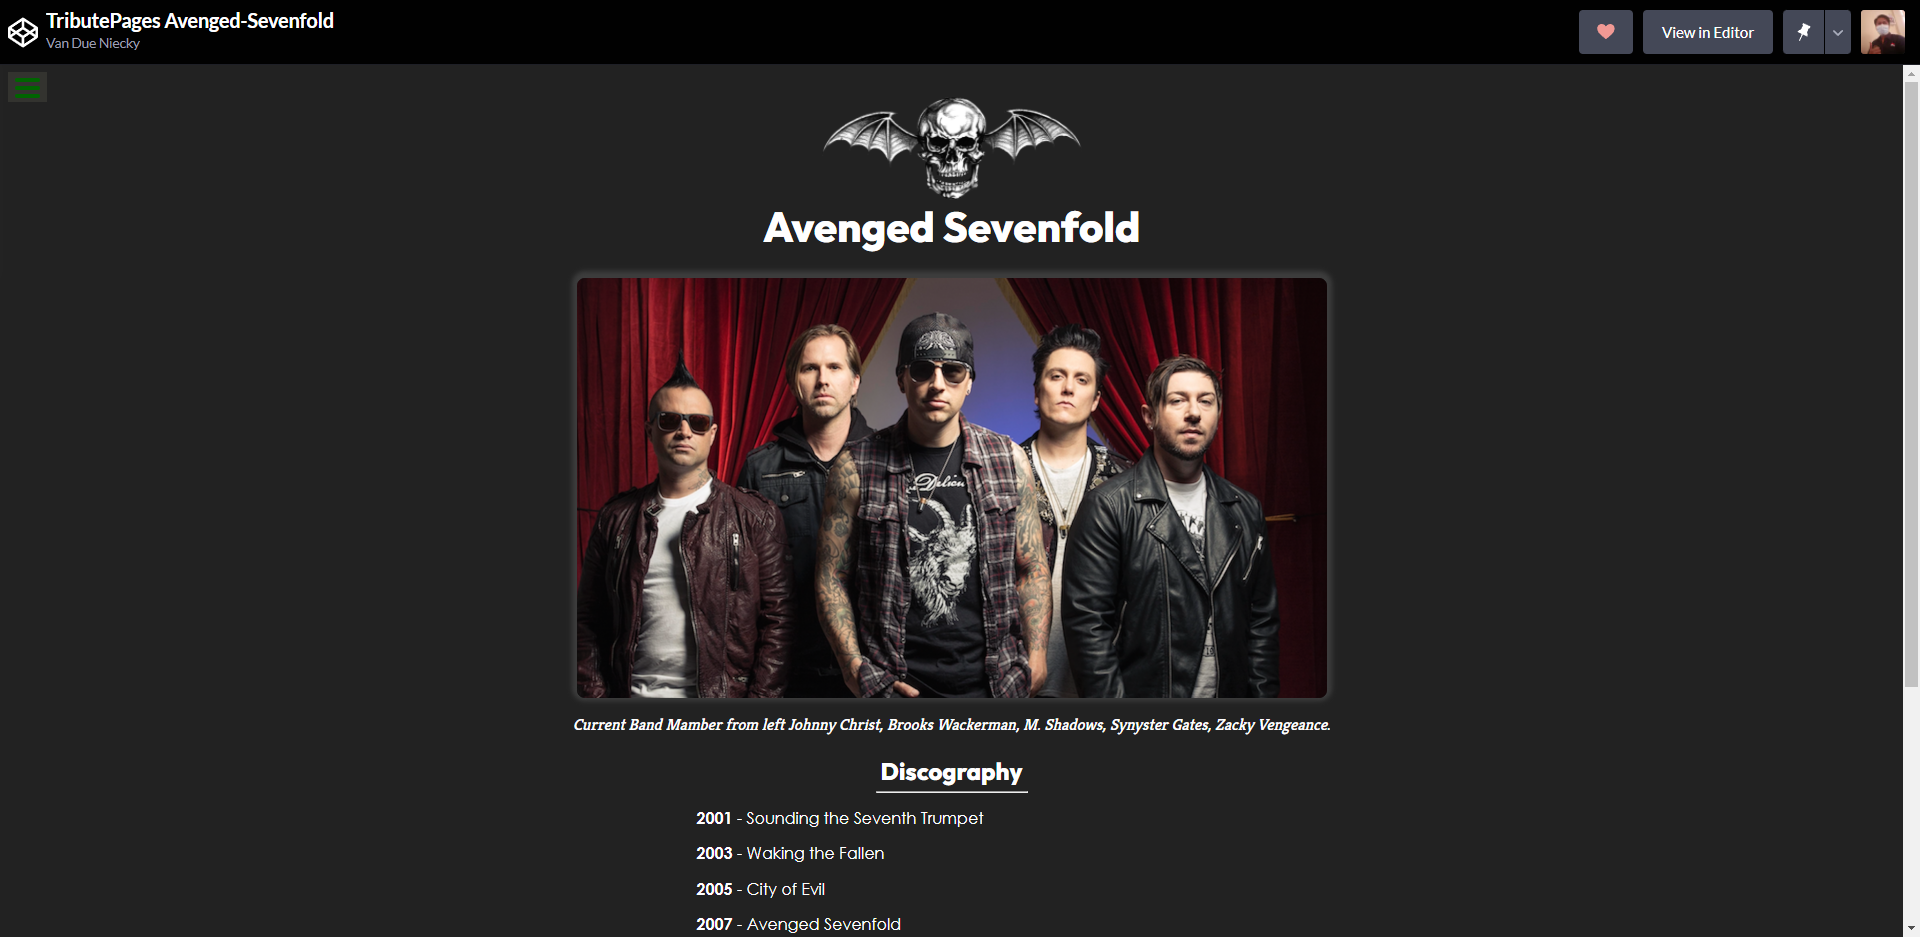 TributePages Avenged-Sevenfold
Van Due Niecky
View in Editor
Avenged Sevenfold
Current Band Mamber from left Johnny Christ, Brooks Wackerman, M. Shadows, Synyster Gates, Zacky Vengeance.
Discography
2001 - Sounding the Seventh Trumpet
2003 - Waking the Fallen
2005 - City of Evil
2007 - Avenged Sevenfold